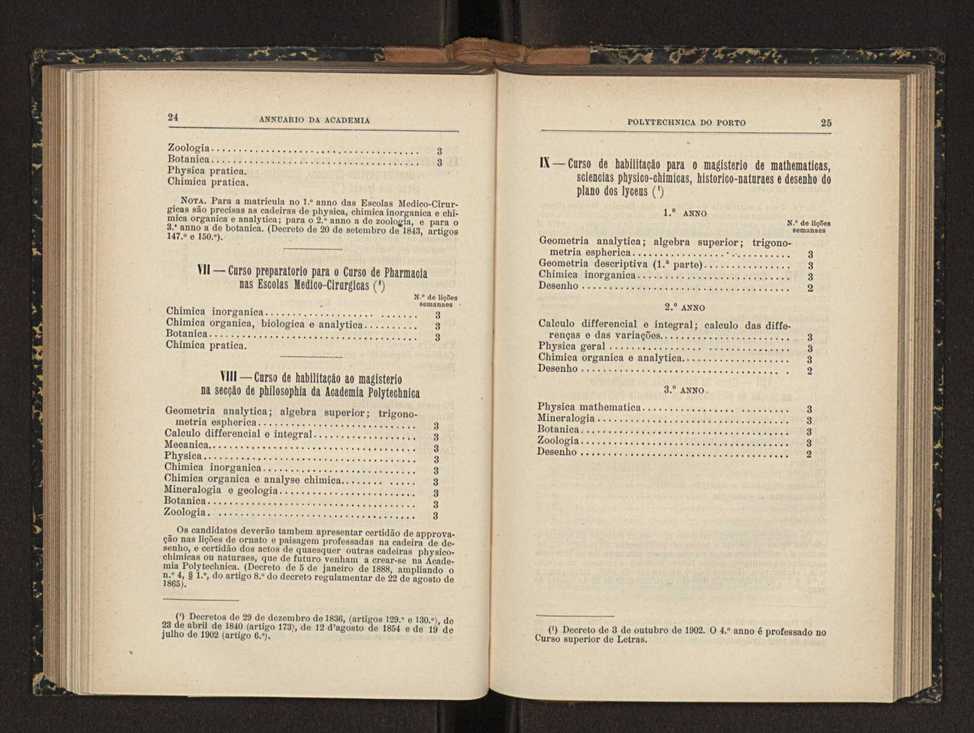 24 ANNUARIO DA ACADEMIA
Zoologia. . . . . . . . . . 3
Botanica. . . . . . . . . . 3
Physica pratica.
Chimica pratica.
NOTA. Para a matricula no 1.º anno das Escolas Medico-Cirur-
gicas são precisas as cadeiras de physica, chimica inorganica e chi-
mica organica e analytica; para o 2.º anno a de zoologia, e para o
3.º anno a de botanica. (Decreto de 20 de setembro de 1843, artigos
147.º e 150.º).
VII — Curso preparatorio para o Curso de Pharmacia
nas Escolas Medico-Cirurgicas (¹)
N.º de lições
semanaes
Chimica inorganica. . . . . . . . . . 3
Chimica organica, biologica e analytica. . . . . . . . . . 3
Botanica. . . . . . . . . . 3
Chimica pratica.
VIII — Curso de habilitação ao magisterio
na secção de philosophia da Academia Polytechnica
Geometria analytica; algebra superior; trigono-
metria espherica. . . . . . . . . . 3
Calculo differencial e integral. . . . . . . . . . 3
Mecanica. . . . . . . . . . 3
Physica. . . . . . . . . . 3
Chimica inorganica. . . . . . . . . . 3
Chimica organica e analyse chimica. . . . . . . . . . 3
Mineralogia e geologia. . . . . . . . . . 3
Botanica. . . . . . . . . . 3
Zoologia. . . . . . . . . . 3
Os candidatos deverão tambem apresentar certidão de approva-
ção nas lições de ornato e paisagem professadas na cadeira de de-
senho, e certidão dos actos de quaesquer outras cadeiras physico-
chimicas ou naturaes, que de futuro venham a crear-se na Acade-
mia Polytechnica. (Decreto de 5 de janeiro de 1888, ampliando o
n.º 4, § 1.º, do artigo 8.º do decreto regulamentar de 22 de agosto de
1865).
(¹) Decretos de 29 de dezembro de 1836, (artigos 129.º e 130.º), de
23 de abril de 1840 (artigo 173), de 12 d'agosto de 1854 e de 19 de
julho de 1902 (artigo 6.º).
POLYTECHNICA DO PORTO 25
IX — Curso de habilitação para o magisterio de mathematicas,
sciencias physico-chimicas, historico-naturaes e desenho do
plano dos lyceus (¹)
1.º ANNO
N.º de lições
semanaes
Geometria analytica; algebra superior; trigono-
metria espherica. . . . . . . . . . 3
Geometria descriptiva (1.ª parte). . . . . . . . . . 3
Chimica inorganica. . . . . . . . . . 3
Desenho . . . . . . . . . . 2
2.º ANNO
Calculo differencial e integral; calculo das diffe-
renças e das variações. . . . . . . . . . 3
Physica geral . . . . . . . . . . 3
Chimica organica e analytica. . . . . . . . . . 3
Desenho . . . . . . . . . . 2
3.º ANNO
Physica mathematica. . . . . . . . . . 3
Mineralogia. . . . . . . . . . 3
Botanica. . . . . . . . . . 3
Zoologia. . . . . . . . . . 3
Desenho . . . . . . . . . . 2
(¹) Decreto de 3 de outubro de 1902. O 4.º anno é professado no
Curso superior de Letras.